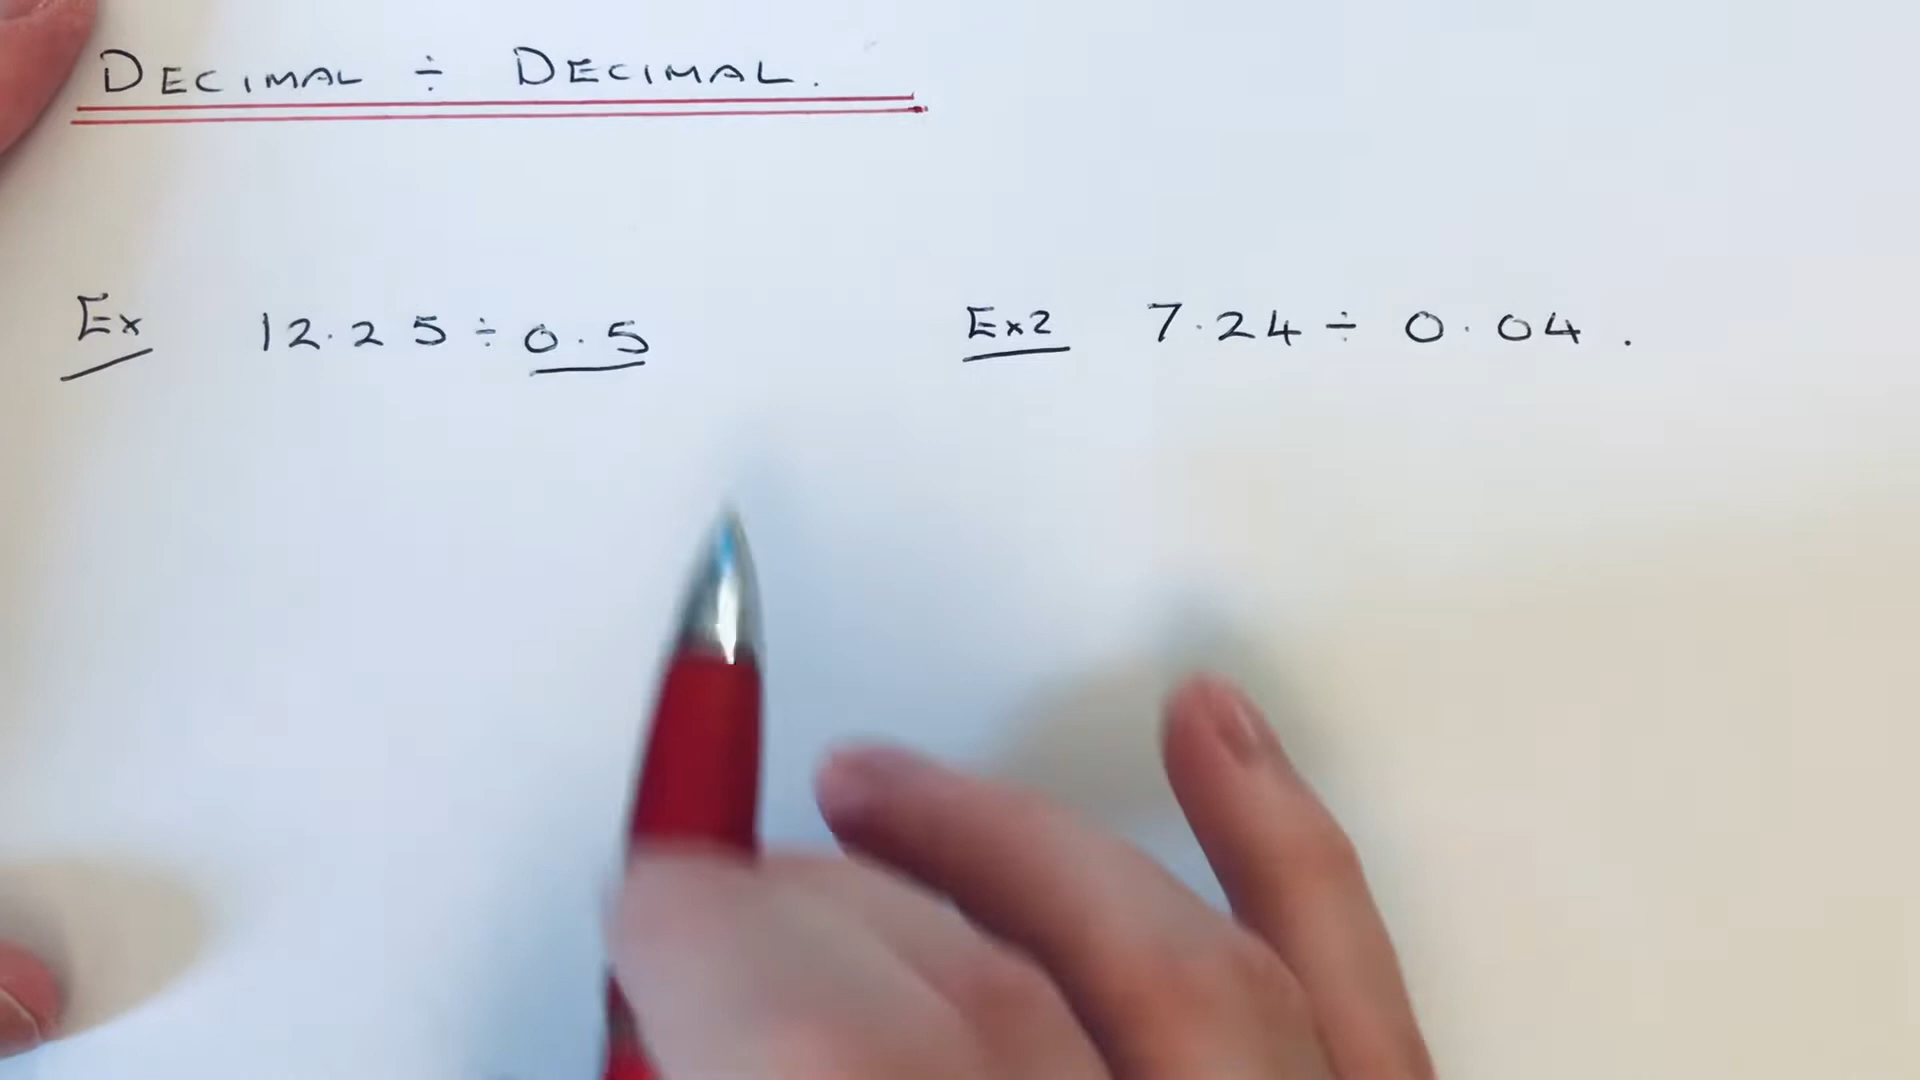 DECIMAL ÷ DECIMAL.
Ex 12.25 ÷ 0.5
Ex2 7.24 ÷ 0.04.